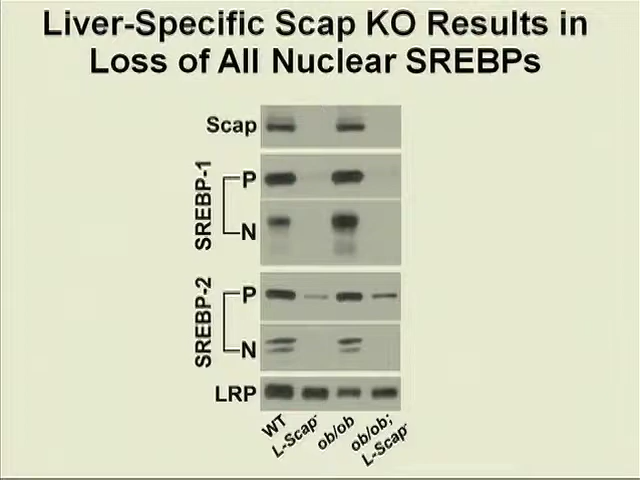 Liver-Specific Scap KO Results in
Loss of All Nuclear SREBPs
Scap
SREBP-1
P
N
SREBP-2
P
N
LRP
WT
L-Scap-
ob/ob
ob/ob;
L-Scap-